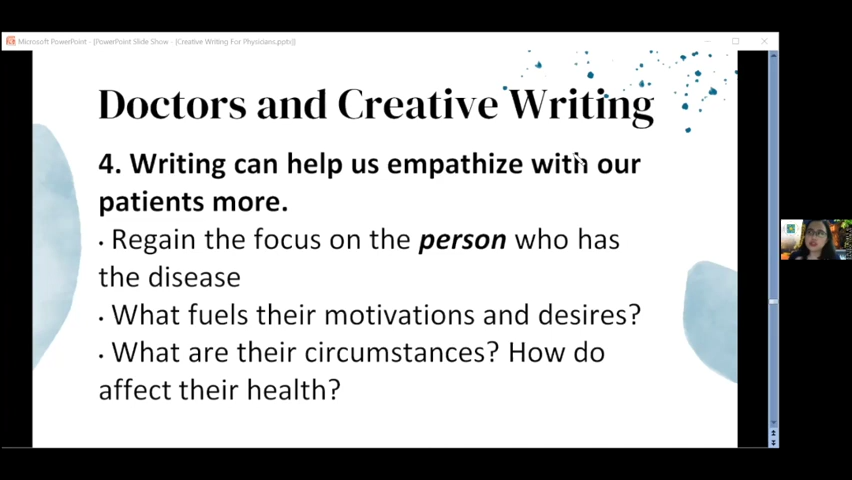 Microsoft PowerPoint - [PowerPoint Slide Show - [Creative Writing For Physicians.pptx]]
Doctors and Creative Writing
4. Writing can help us empathize with our
patients more.
• Regain the focus on the person who has
the disease
• What fuels their motivations and desires?
• What are their circumstances? How do
affect their health?